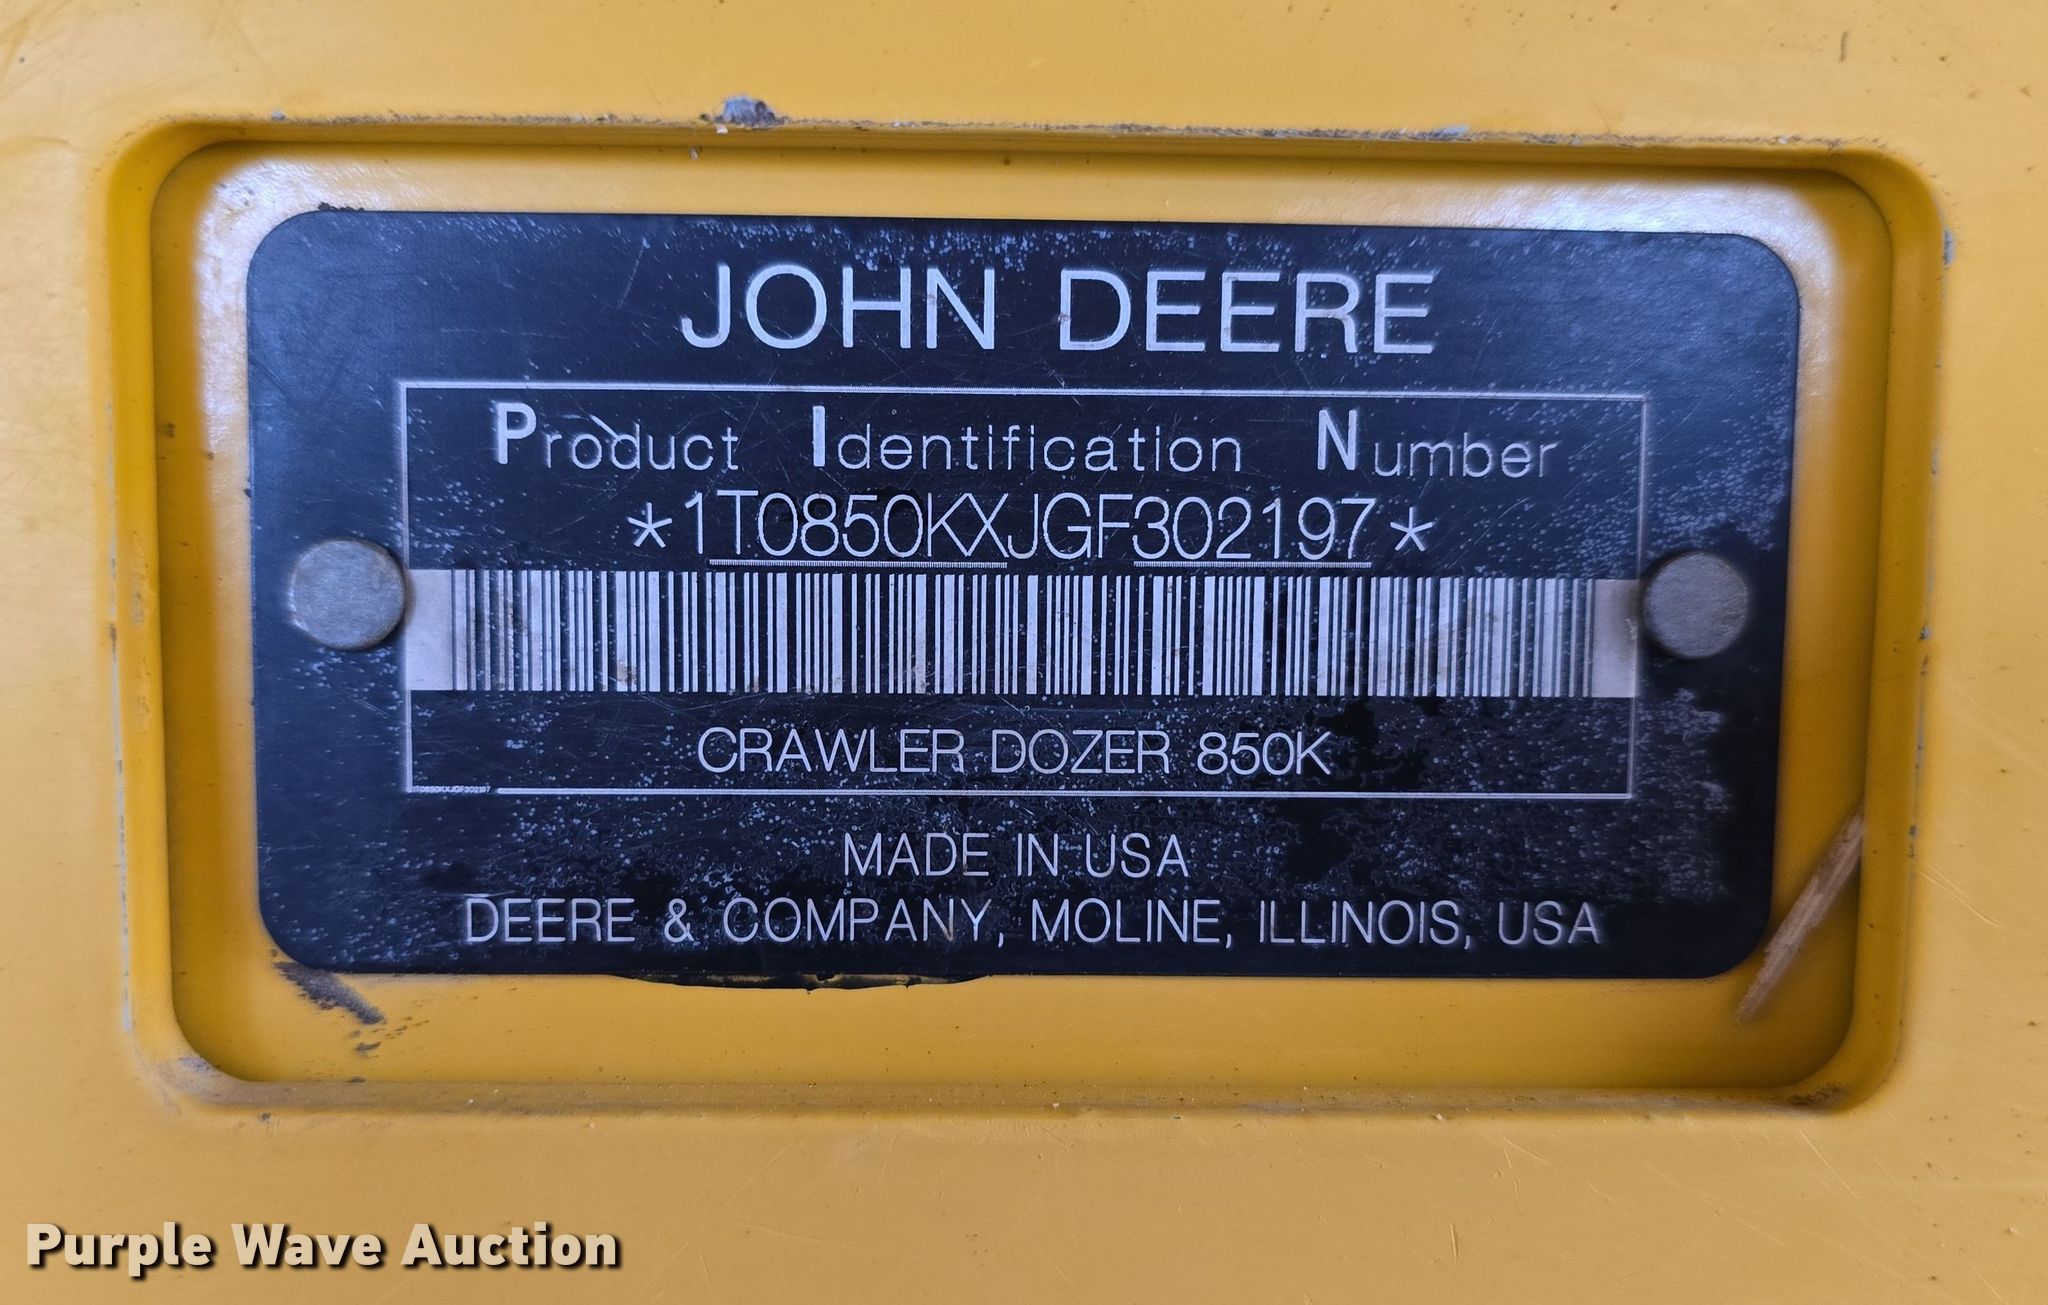 JOHN DEERE
Product Identification Number
*1T0850KXJGF302197*
CRAWLER DOZER 850K
1T0850KXJGF302197
MADE IN USA
DEERE & COMPANY, MOLINE, ILLINOIS, USA
Purple Wave Auction